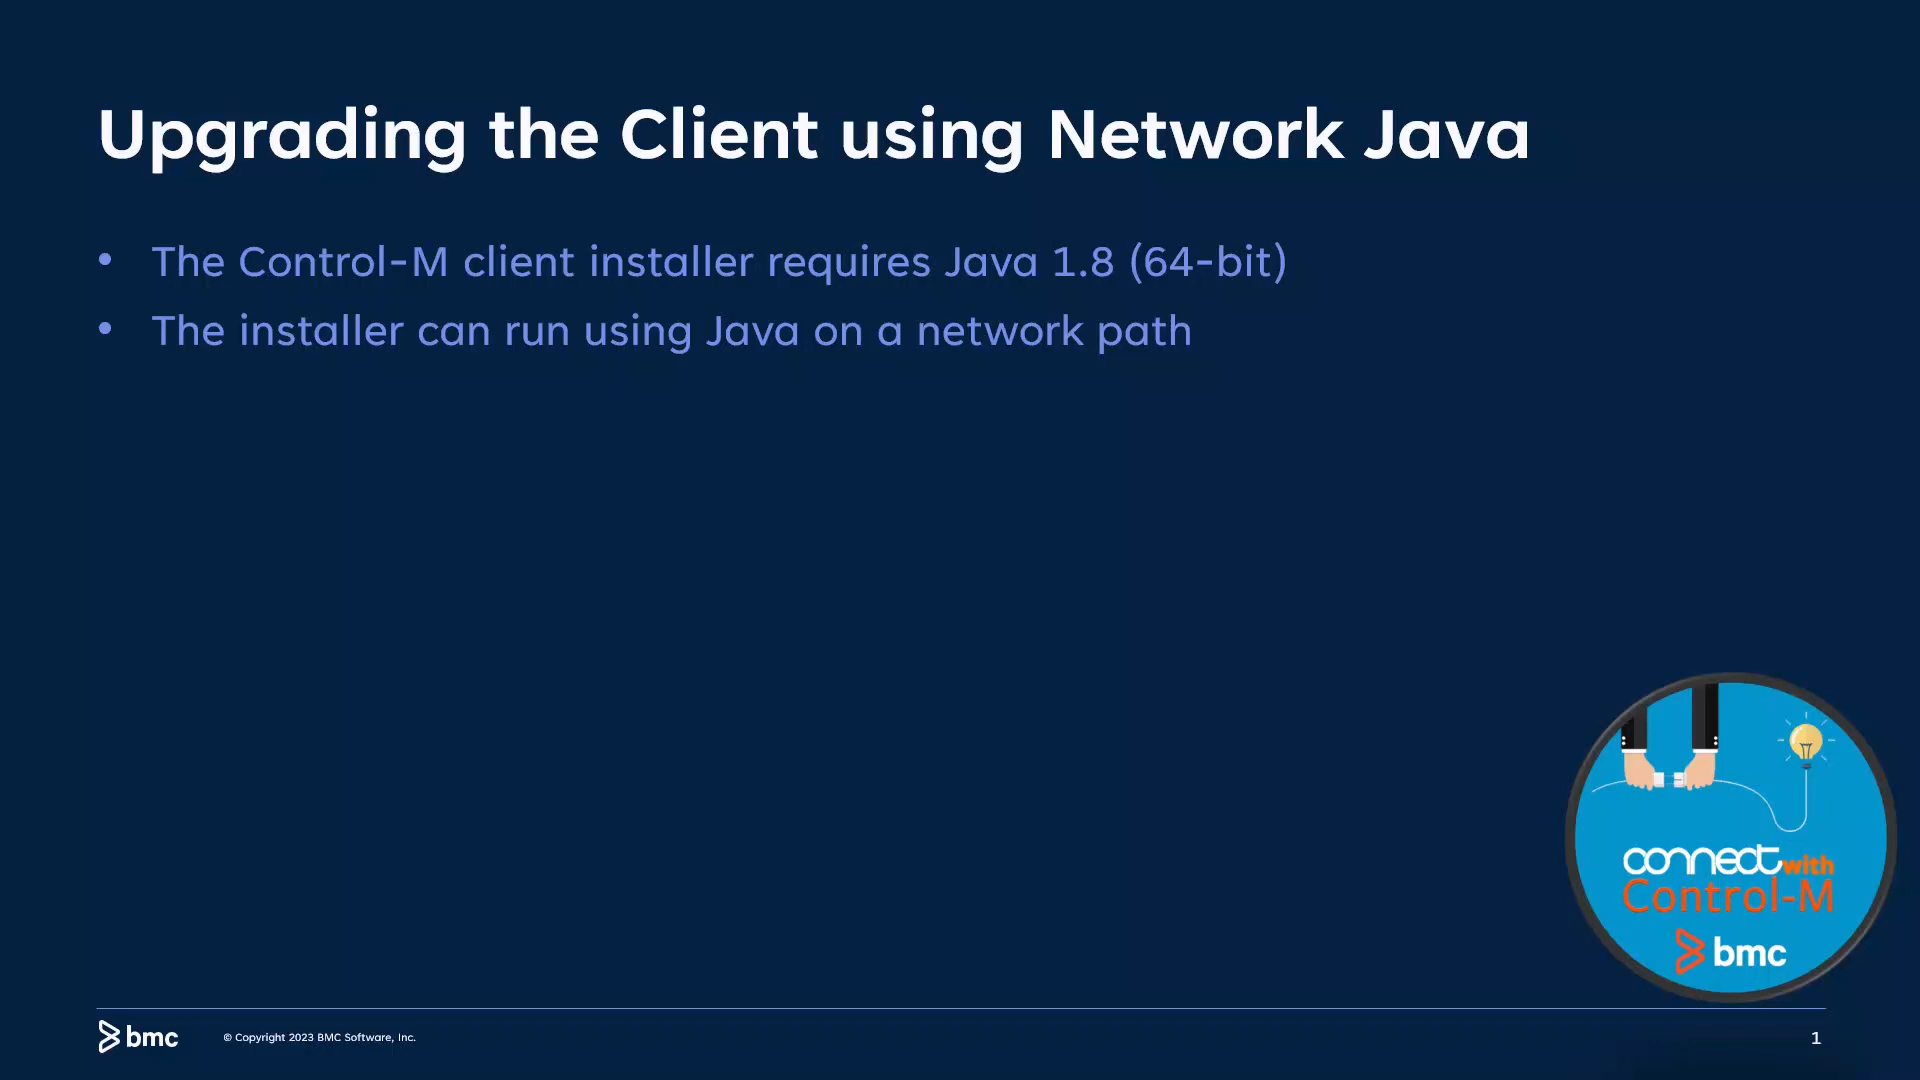 Upgrading the Client using Network Java
• The Control-M client installer requires Java 1.8 (64-bit)
• The installer can run using Java on a network path
connect with
Control-M
bmc
bmc
© Copyright 2023 BMC Software, Inc.
1